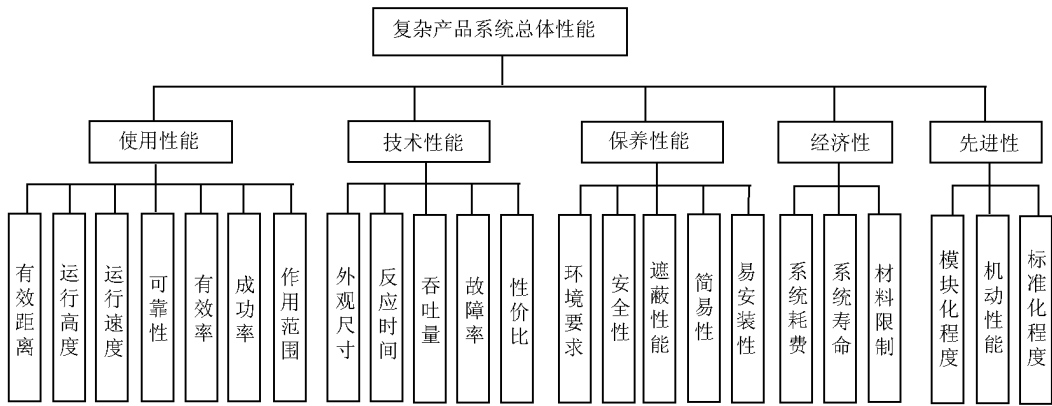 复杂产品系统总体性能
使用性能
技术性能
保养性能
经济性
先进性
有效距离
运行高度
运行速度
可靠性
有效率
成功率
作用范围
外观尺寸
反应时间
吞吐量
故障率
性价比
环境要求
安全性
遮蔽性能
简易性
易安装性
系统耗费
系统寿命
材料限制
模块化程度
机动性能
标准化程度